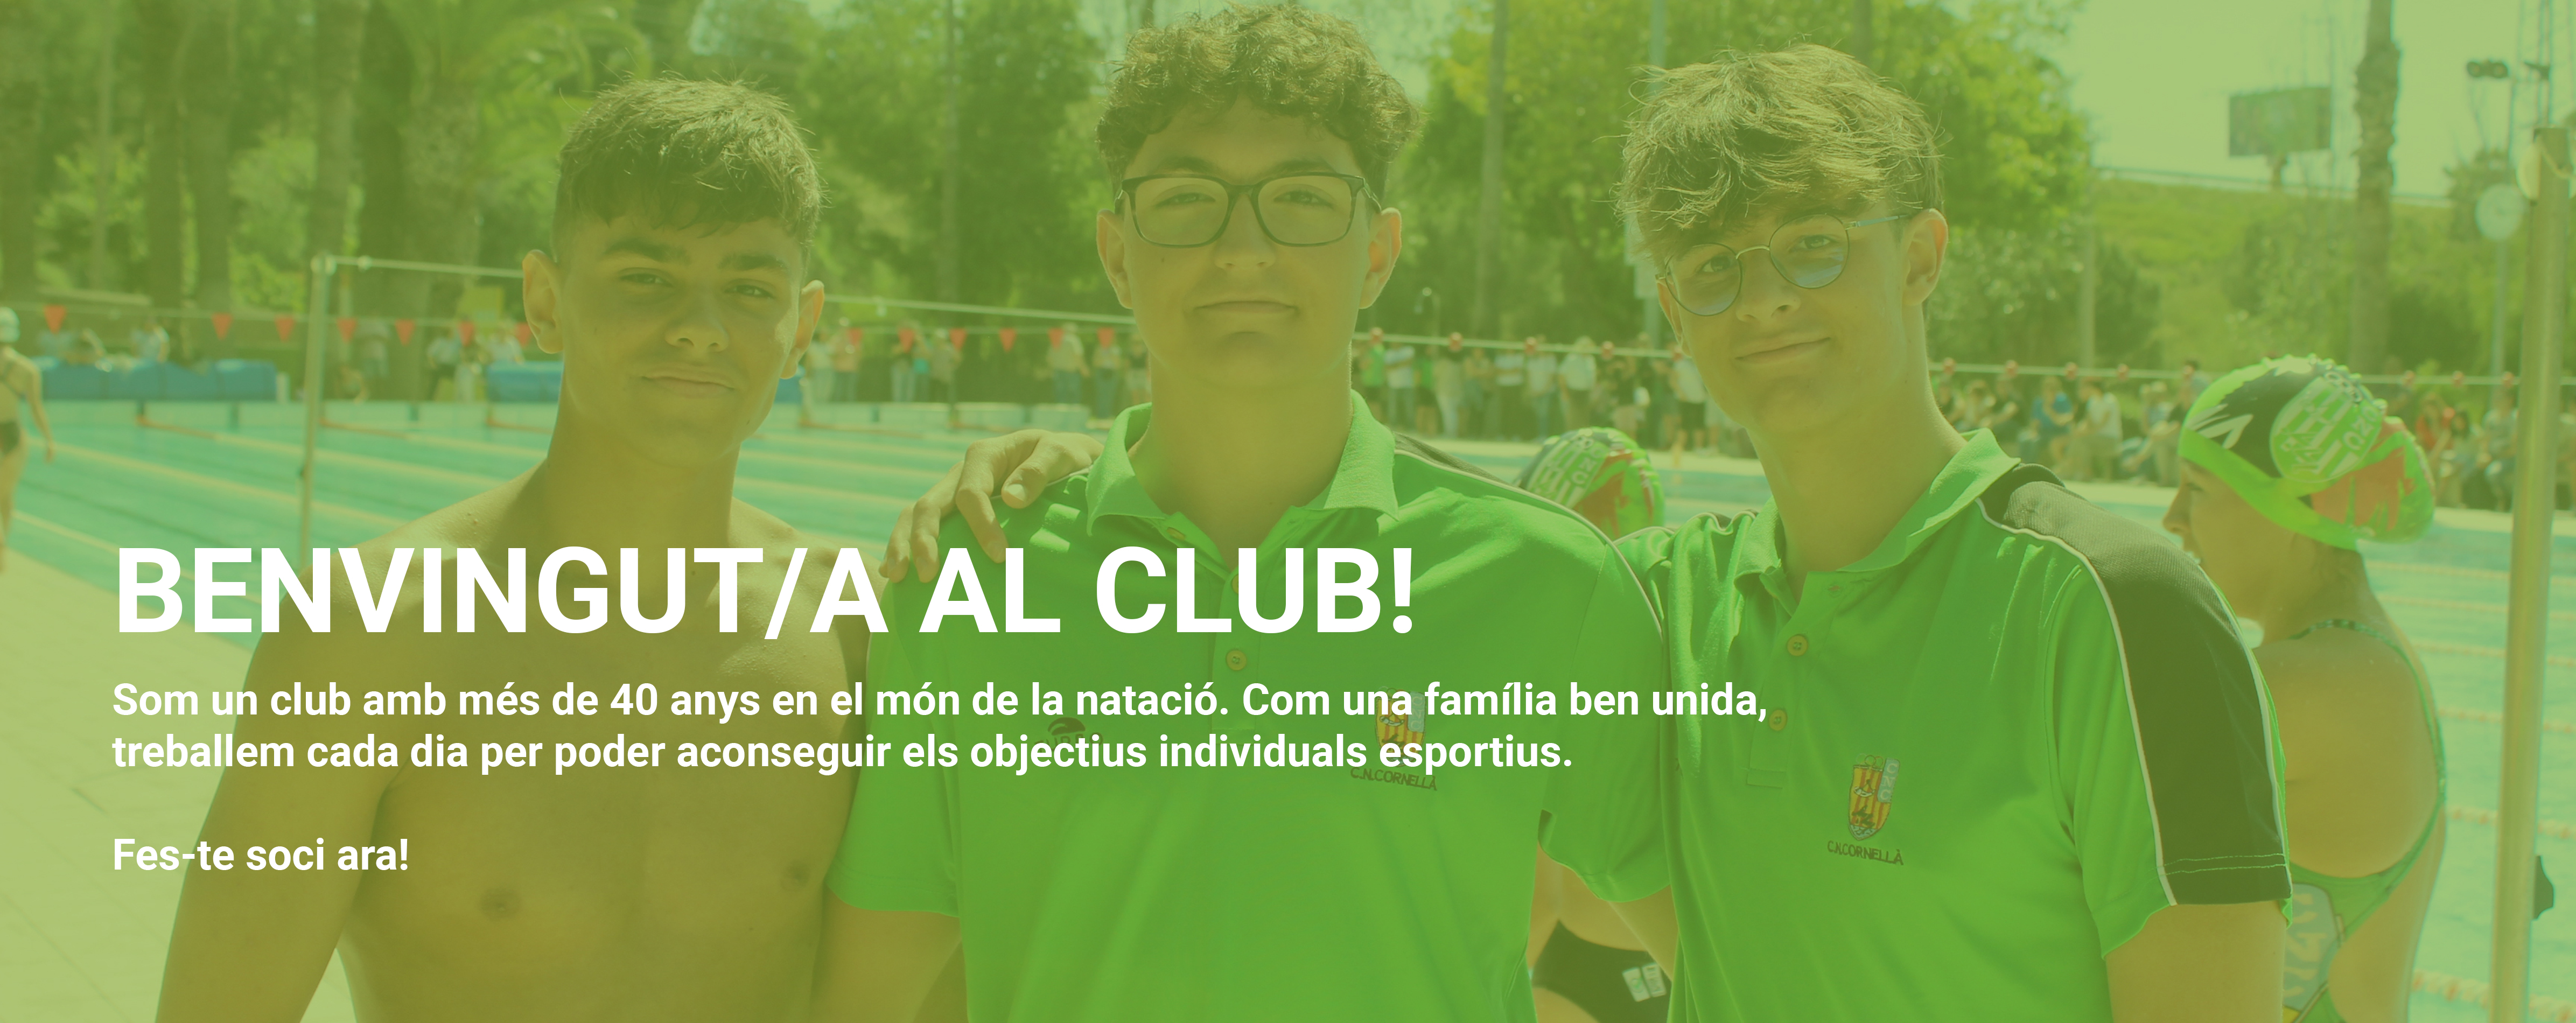 BENVINGUT/A AL CLUB!
Som un club amb més de 40 anys en el món de la natació. Com una família ben unida,
treballem cada dia per poder aconseguir els objectius individuals esportius.
C.N.CORNELLÀ
CNC
C.N.CORNELLÀ
Fes-te soci ara!